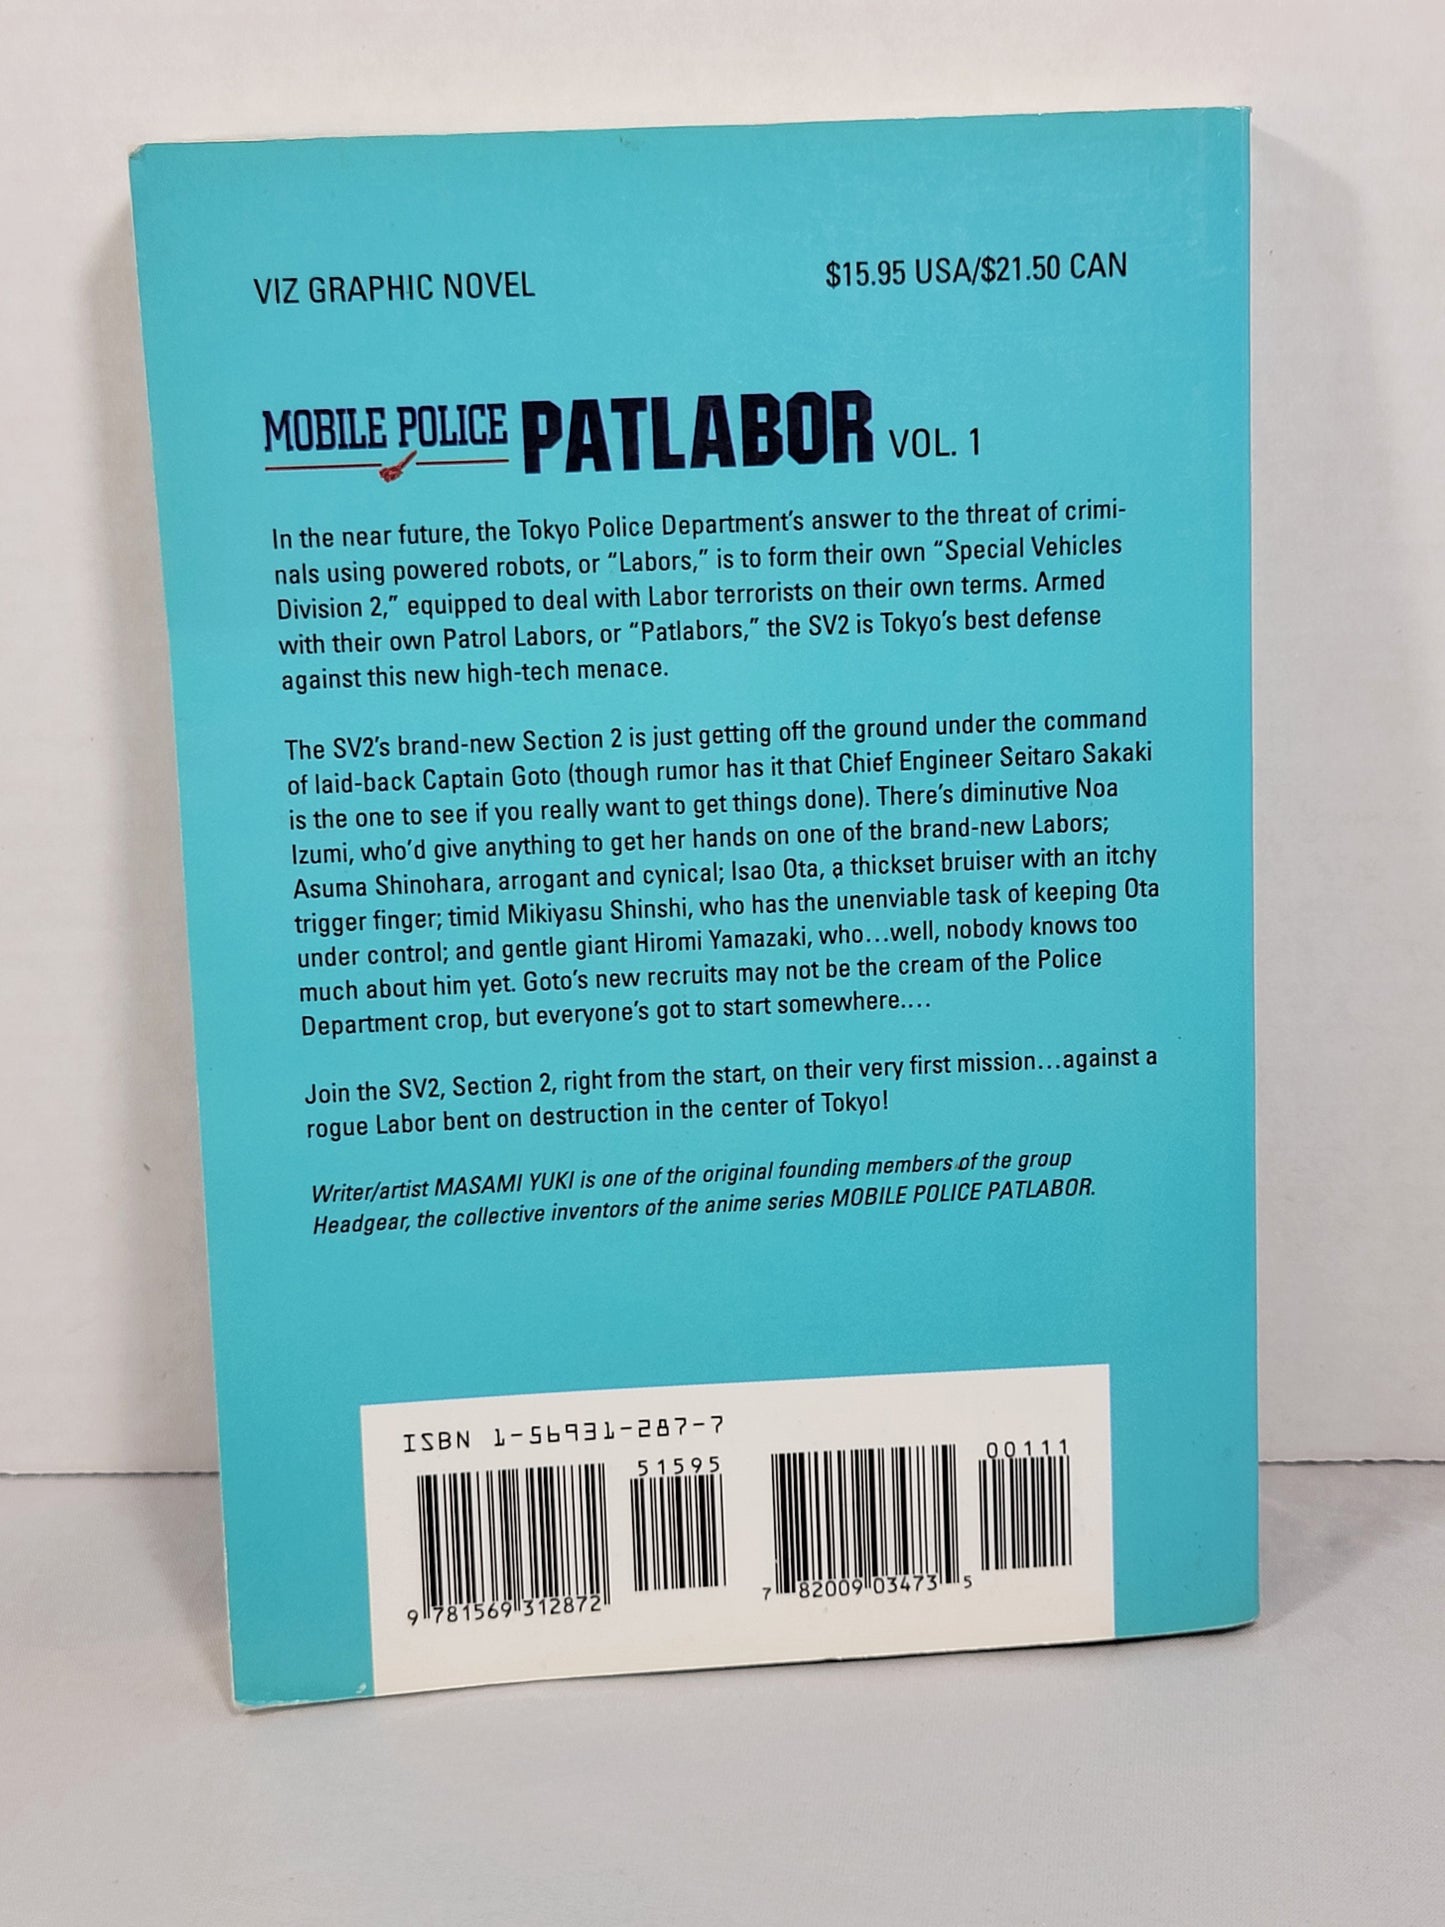 VIZ GRAPHIC NOVEL
$15.95 USA/$21.50 CAN
MOBILE POLICE PATLABOR VOL. 1
In the near future, the Tokyo Police Department's answer to the threat of crimi-
nals using powered robots, or “Labors,” is to form their own “Special Vehicles
Division 2,” equipped to deal with Labor terrorists on their own terms. Armed
with their own Patrol Labors, or “Patlabors,” the SV2 is Tokyo's best defense
against this new high-tech menace.
The SV2's brand-new Section 2 is just getting off the ground under the command
of laid-back Captain Goto (though rumor has it that Chief Engineer Seitaro Sakaki
is the one to see if you really want to get things done). There's diminutive Noa
Izumi, who'd give anything to get her hands on one of the brand-new Labors;
Asuma Shinohara, arrogant and cynical; Isao Ota, a thickset bruiser with an itchy
trigger finger; timid Mikiyasu Shinshi, who has the unenviable task of keeping Ota
under control; and gentle giant Hiromi Yamazaki, who...well, nobody knows too
much about him yet. Goto's new recruits may not be the cream of the Police
Department crop, but everyone's got to start somewhere....
Join the SV2, Section 2, right from the start, on their very first mission...against a
rogue Labor bent on destruction in the center of Tokyo!
Writer/artist MASAMI YUKI is one of the original founding members of the group
Headgear, the collective inventors of the anime series MOBILE POLICE PATLABOR.
ISBN 1-56931-287-7
51595
00111
9 781569 312872
7 82009 03473 5